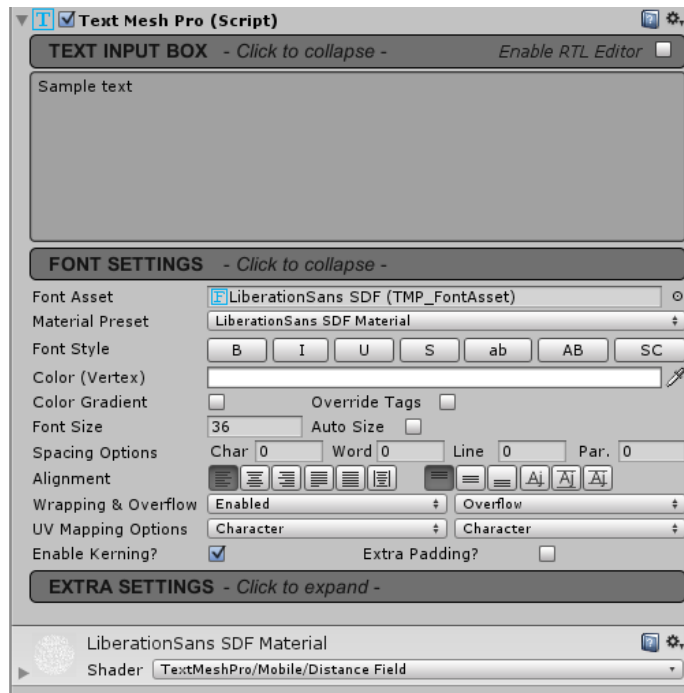 Text Mesh Pro (Script)
TEXT INPUT BOX - Click to collapse - Enable RTL Editor
Sample text
FONT SETTINGS - Click to collapse -
Font Asset LiberationSans SDF (TMP_FontAsset)
Material Preset LiberationSans SDF Material
Font Style B I U S ab AB SC
Color (Vertex)
Color Gradient Override Tags
Font Size 36 Auto Size
Spacing Options Char 0 Word 0 Line 0 Par. 0
Alignment
Wrapping & Overflow Enabled Overflow
UV Mapping Options Character Character
Enable Kerning? Extra Padding?
EXTRA SETTINGS - Click to expand -
LiberationSans SDF Material
Shader TextMeshPro/Mobile/Distance Field